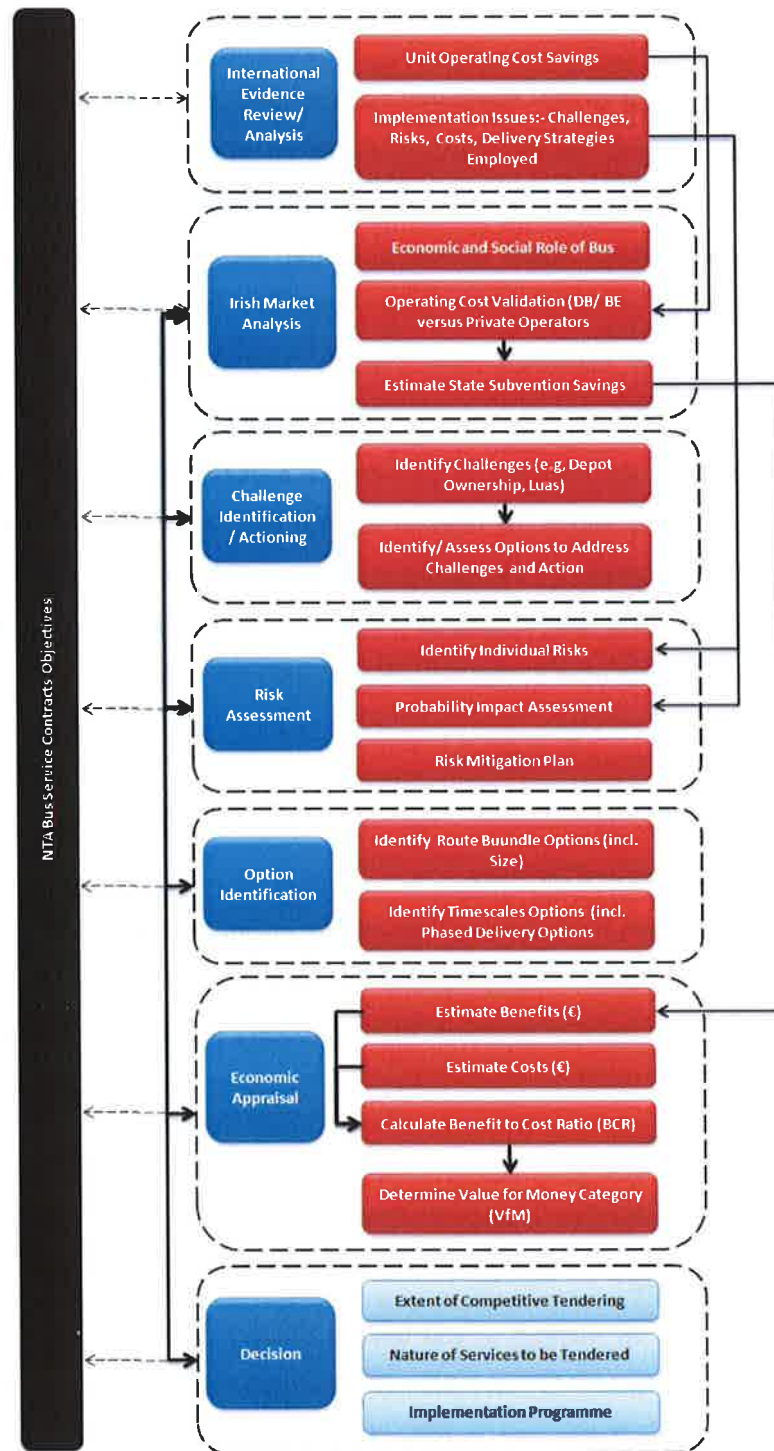 NTA Bus Service Contracts Objectives
International
Evidence
Review/
Analysis
Unit Operating Cost Savings
Implementation Issues:- Challenges,
Risks, Costs, Delivery Strategies
Employed
Irish Market
Analysis
Economic and Social Role of Bus
Operating Cost Validation (DB/ BE
versus Private Operators
Estimate State Subvention Savings
Challenge
Identification
/ Actioning
Identify Challenges (e.g, Depot
Ownership, Luas)
Identify/Assess Options to Address
Challenges and Action
Risk
Assessment
Identify Individual Risks
Probability Impact Assessment
Risk Mitigation Plan
Option
Identification
Identify Route Buundle Options (incl.
Size)
Identify Timescales Options (incl.
Phased Delivery Options
Economic
Appraisal
Estimate Benefits (€)
Estimate Costs (€)
Calculate Benefit to Cost Ratio (BCR)
Determine Value for Money Category
(VfM)
Decision
Extent of Competitive Tendering
Nature of Services to be Tendered
Implementation Programme